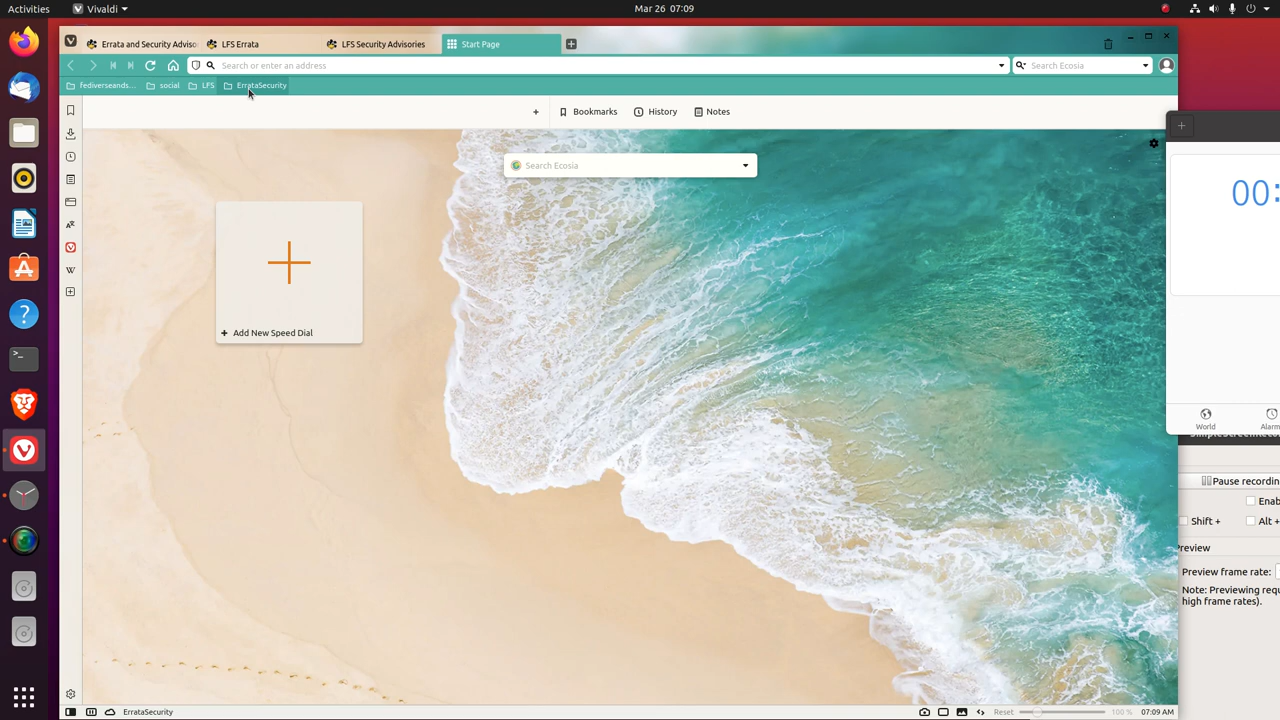 Activities
Vivaldi
Mar 26 07:09
Errata and Security Adviso
LFS Errata
LFS Security Advisories
Start Page
Search or enter an address
Search Ecosia
fediverseands...
social
LFS
ErrataSecurity
Bookmarks
History
Notes
Search Ecosia
Add New Speed Dial
00:
World
Alarm
Pause recordin
Enab
Shift +
Alt +
Preview
Preview frame rate:
Note: Previewing requ
high frame rates).
ErrataSecurity
Reset
100 %
07:09 AM